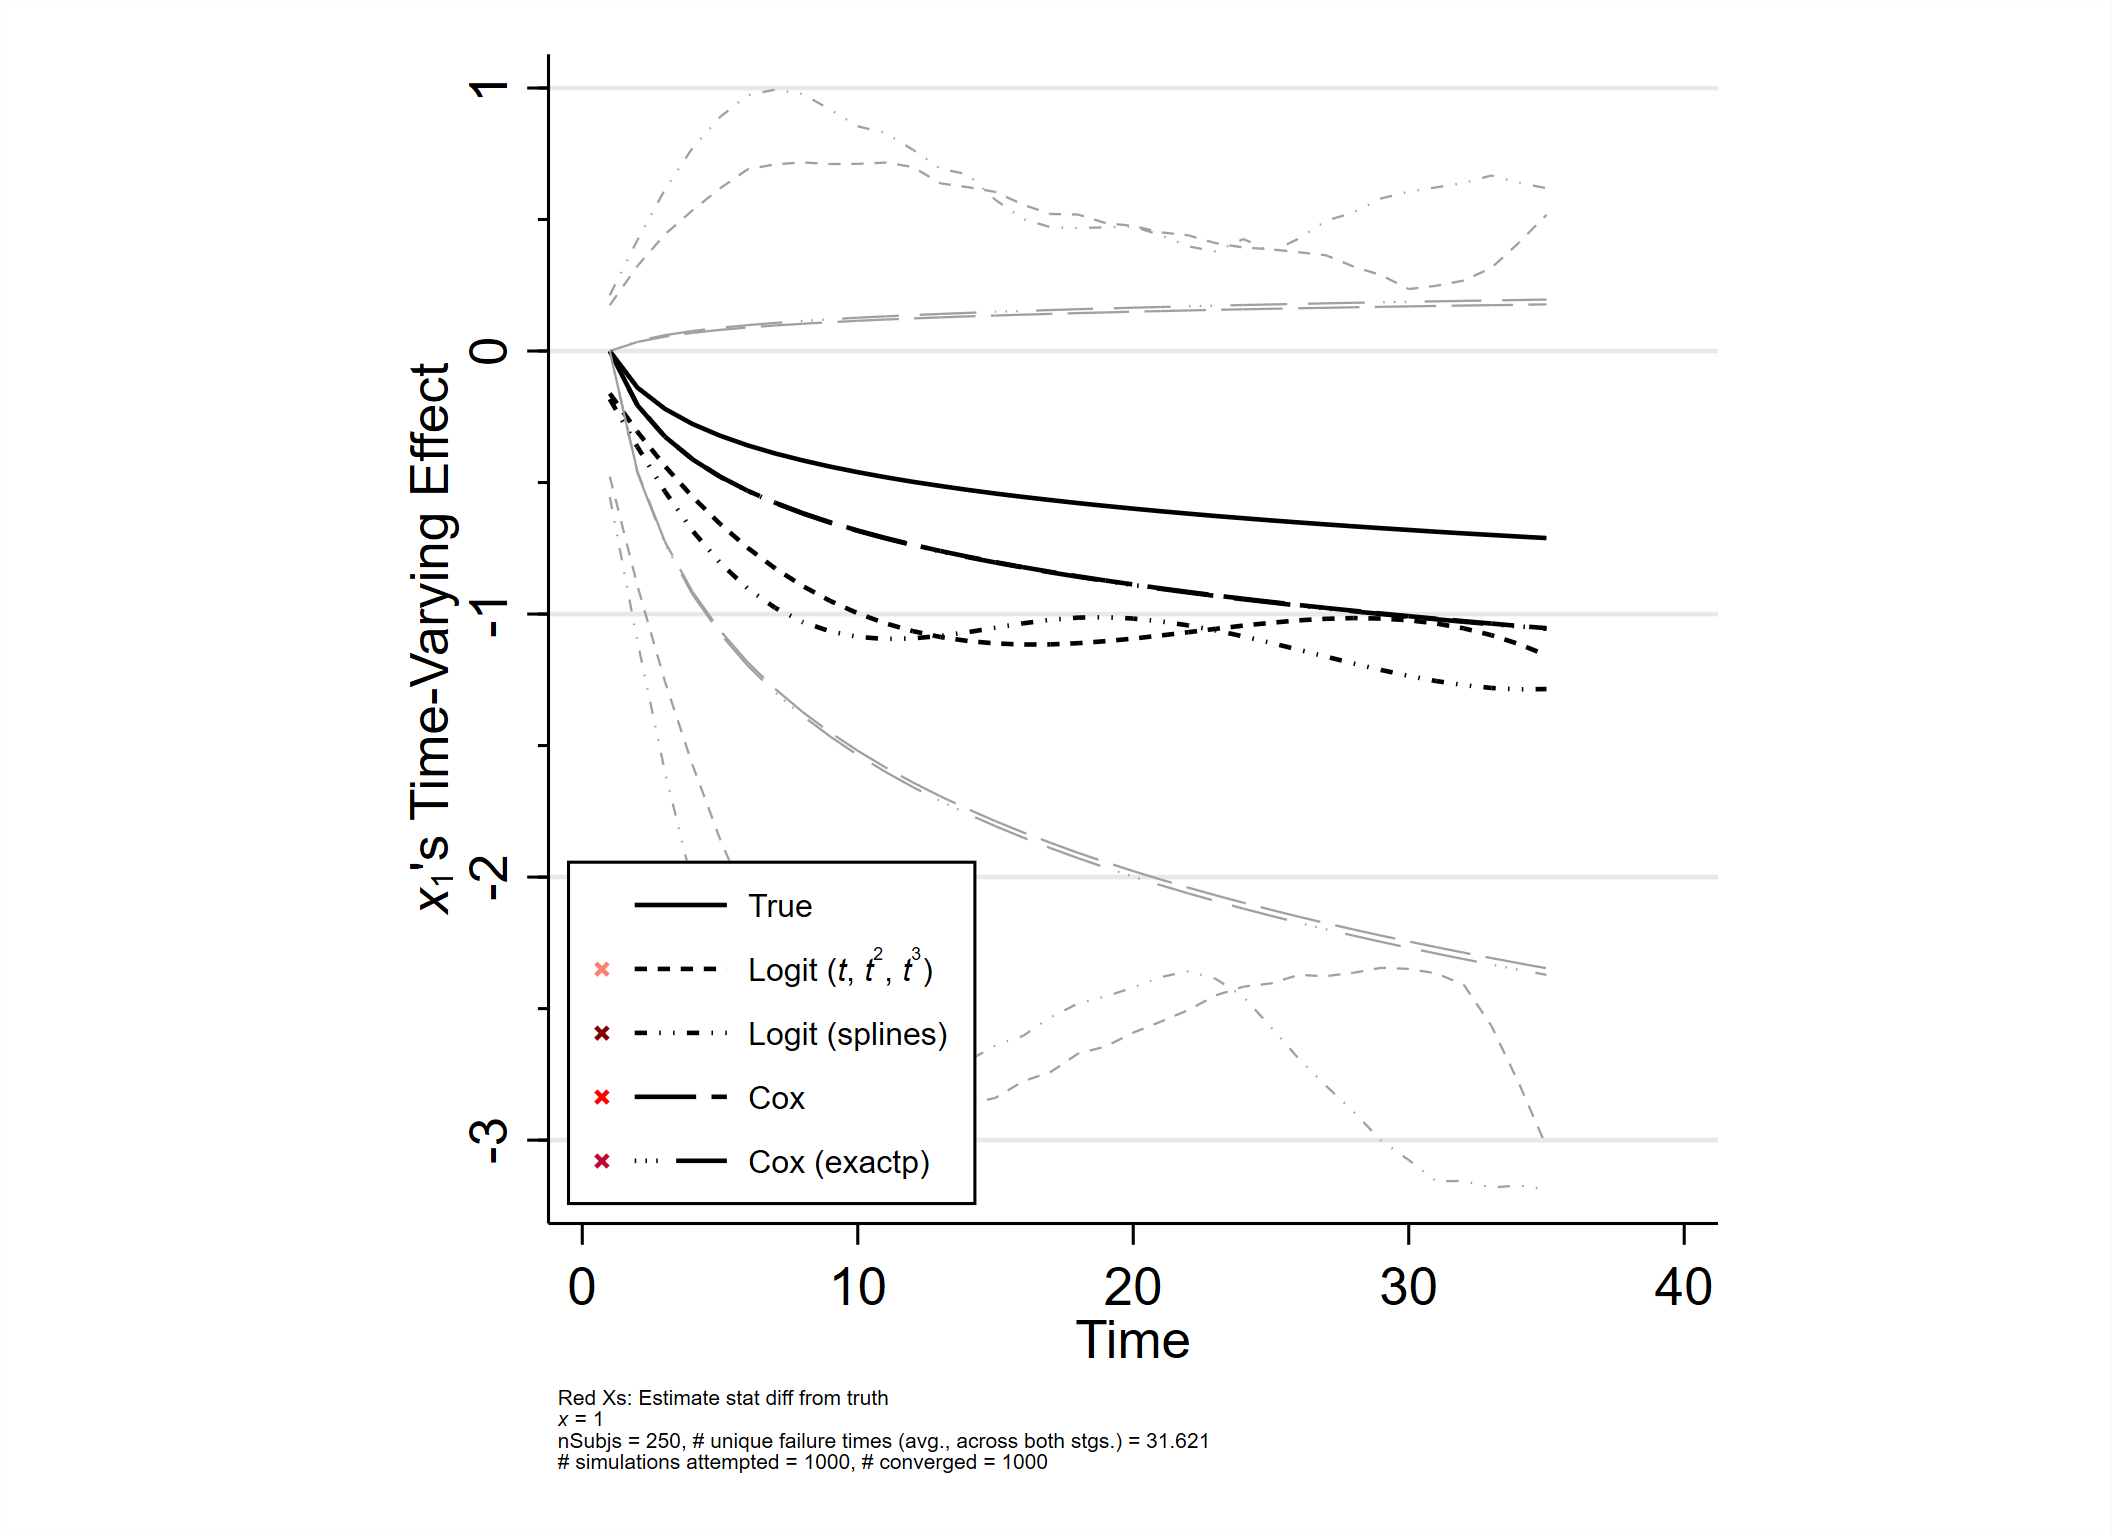 x₁'s Time-Varying Effect
1
0
-1
-2
-3
True
Logit (t, t², t³)
Logit (splines)
Cox
Cox (exactp)
0 10 20 30 40
Time
Red Xs: Estimate stat diff from truth
x = 1
nSubjs = 250, # unique failure times (avg., across both stgs.) = 31.621
# simulations attempted = 1000, # converged = 1000